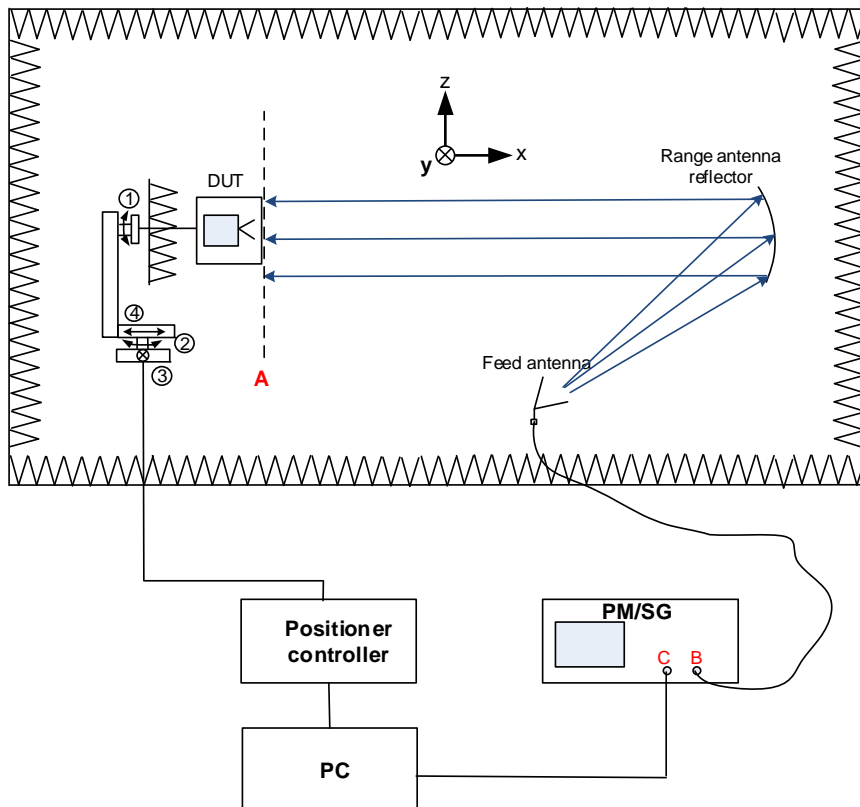 z
x
y
Range antenna
reflector
DUT
①
④
②
③
A
Feed antenna
Positioner
controller
PM/SG
C
B
PC